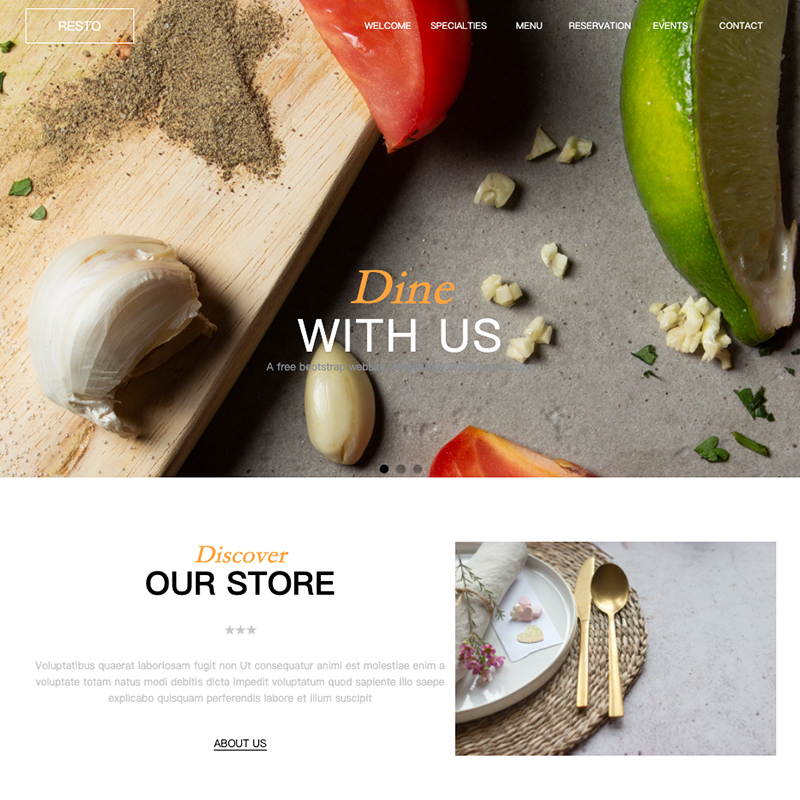 RESTO
WELCOME SPECIALTIES MENU RESERVATION EVENTS CONTACT
Dine
WITH US
A free bootstrap
Discover
OUR STORE
Voluptatibus quaerat laboriosam fugit non Ut consequatur animi est molestiae enim a
voluptate totam natus modi debitis dicta impedit voluptatum quod sapiente illo saepe
explicabo quisquam perferendis labore et illum suscipit
ABOUT US